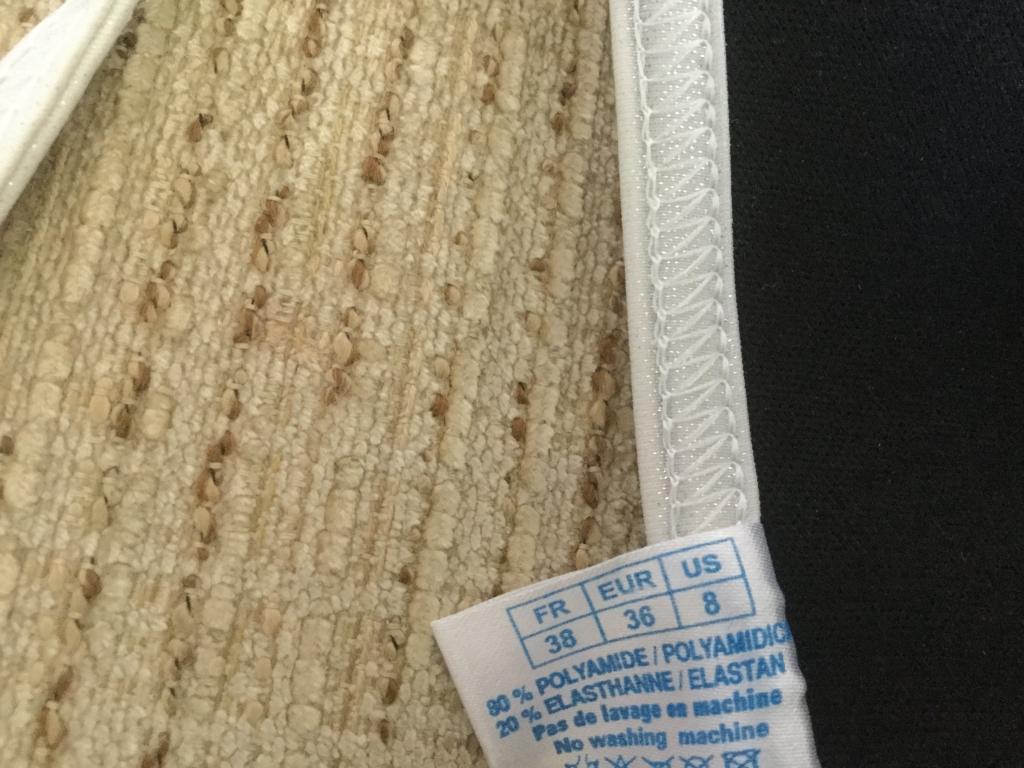 FR EUR US
38 36 8
80 % POLYAMIDE / POLYAMIDIC
20 % ELASTHANNE / ELASTAN
Pas de lavage en machine
No washing machine